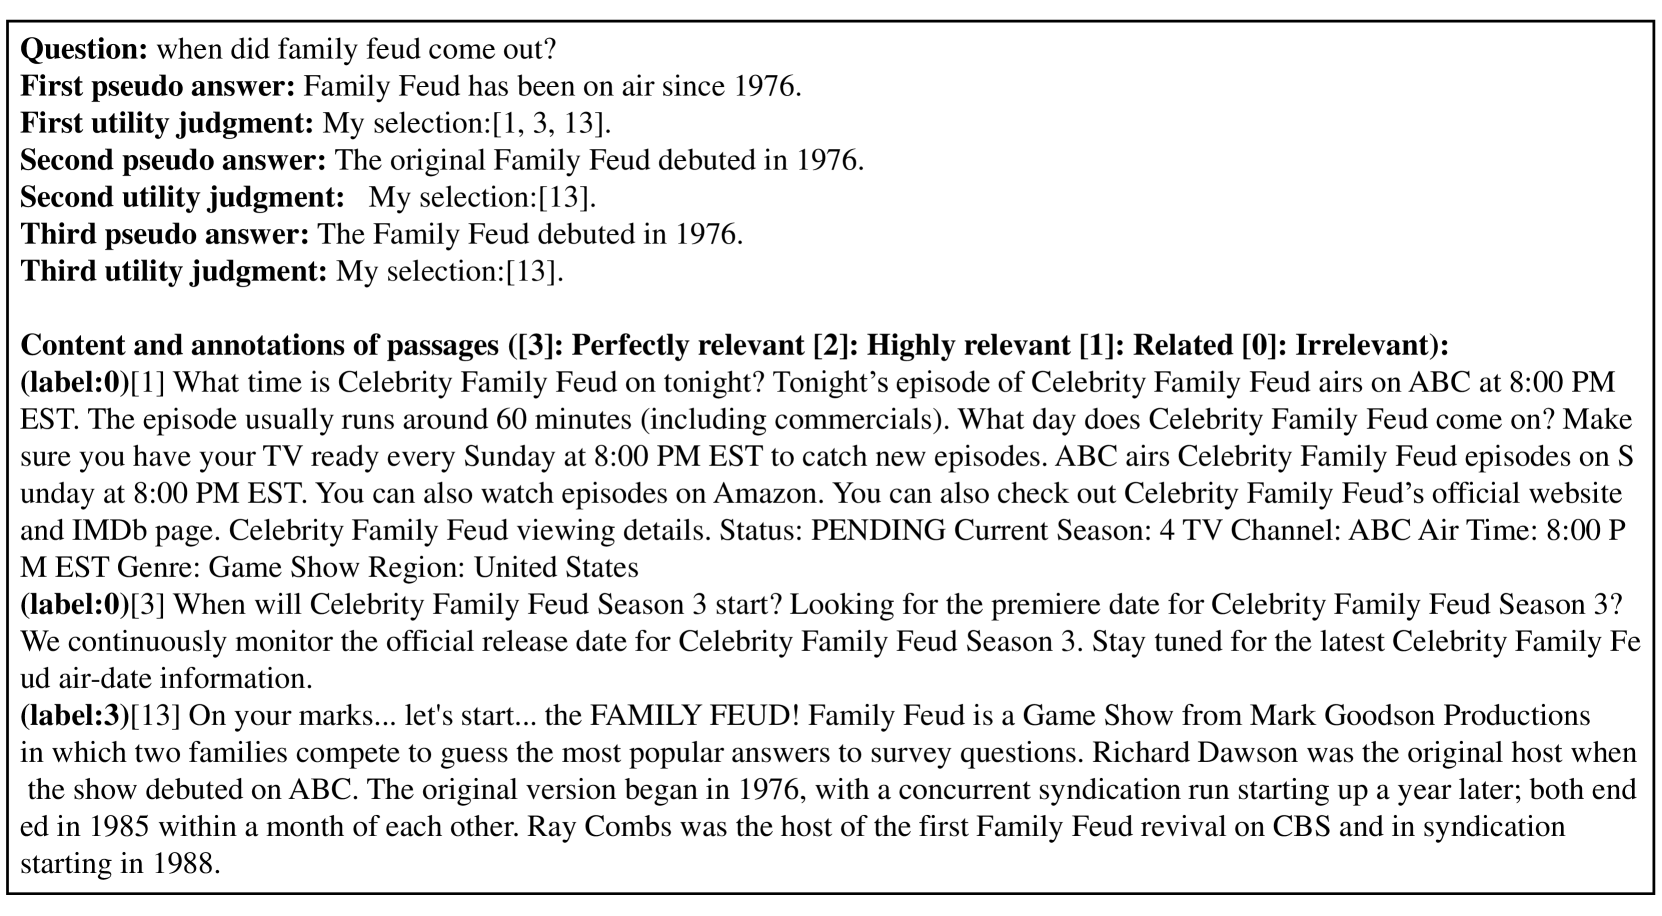 Question: when did family feud come out?
First pseudo answer: Family Feud has been on air since 1976.
First utility judgment: My selection:[1, 3, 13].
Second pseudo answer: The original Family Feud debuted in 1976.
Second utility judgment:   My selection:[13].
Third pseudo answer: The Family Feud debuted in 1976.
Third utility judgment: My selection:[13].
Content and annotations of passages ([3]: Perfectly relevant [2]: Highly relevant [1]: Related [0]: Irrelevant):
(label:0)[1] What time is Celebrity Family Feud on tonight? Tonight’s episode of Celebrity Family Feud airs on ABC at 8:00 PM
EST. The episode usually runs around 60 minutes (including commercials). What day does Celebrity Family Feud come on? Make
sure you have your TV ready every Sunday at 8:00 PM EST to catch new episodes. ABC airs Celebrity Family Feud episodes on S
unday at 8:00 PM EST. You can also watch episodes on Amazon. You can also check out Celebrity Family Feud’s official website
and IMDb page. Celebrity Family Feud viewing details. Status: PENDING Current Season: 4 TV Channel: ABC Air Time: 8:00 P
M EST Genre: Game Show Region: United States
(label:0)[3] When will Celebrity Family Feud Season 3 start? Looking for the premiere date for Celebrity Family Feud Season 3?
We continuously monitor the official release date for Celebrity Family Feud Season 3. Stay tuned for the latest Celebrity Family Fe
ud air-date information.
(label:3)[13] On your marks... let's start... the FAMILY FEUD! Family Feud is a Game Show from Mark Goodson Productions
in which two families compete to guess the most popular answers to survey questions. Richard Dawson was the original host when
the show debuted on ABC. The original version began in 1976, with a concurrent syndication run starting up a year later; both end
ed in 1985 within a month of each other. Ray Combs was the host of the first Family Feud revival on CBS and in syndication
starting in 1988.